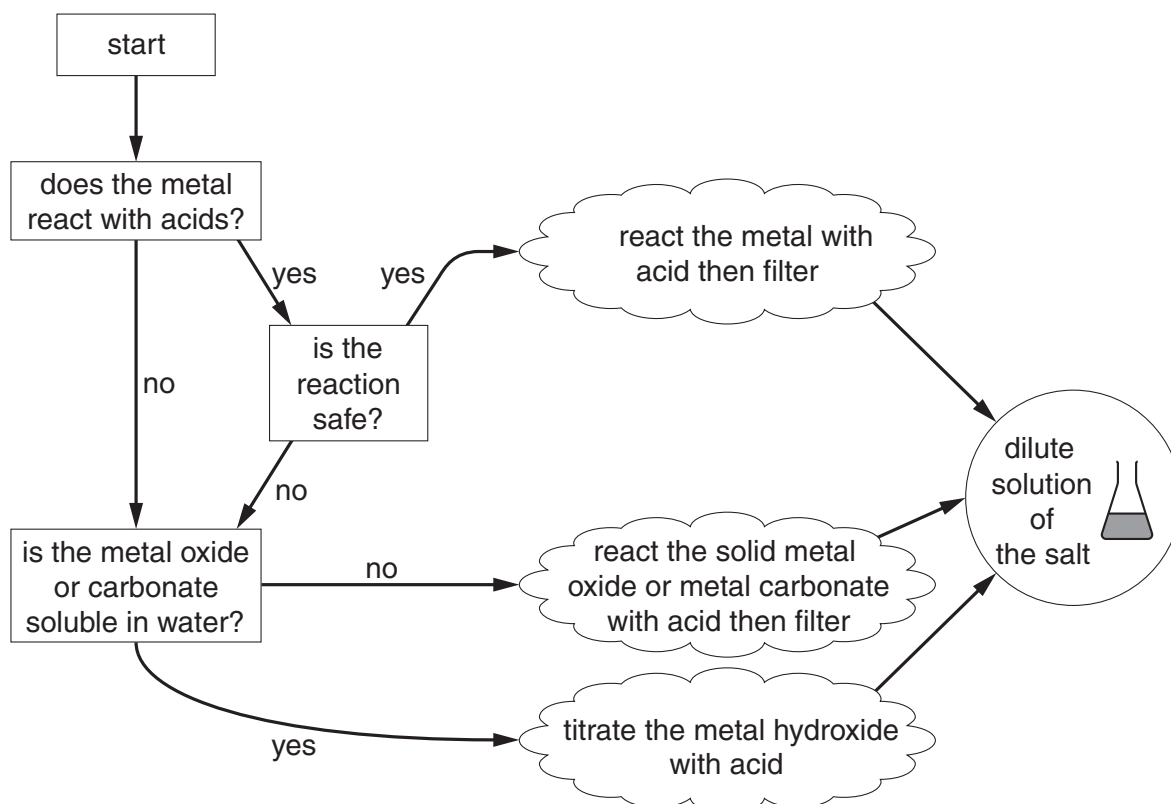 start
does the metal
react with acids?
yes
yes
react the metal with
acid then filter
is the
reaction
safe?
no
no
dilute
solution
of
the salt
is the metal oxide
or carbonate
soluble in water?
no
react the solid metal
oxide or metal carbonate
with acid then filter
yes
titrate the metal hydroxide
with acid